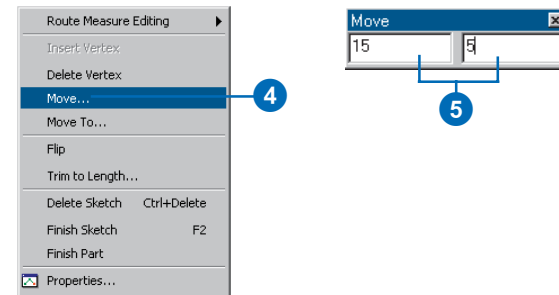 Route Measure Editing
Insert Vertex
Delete Vertex
Move...
Move To...
Flip
Trim to Length...
Delete Sketch Ctrl+Delete
Finish Sketch F2
Finish Part
Properties...
4
Move
15 5
5